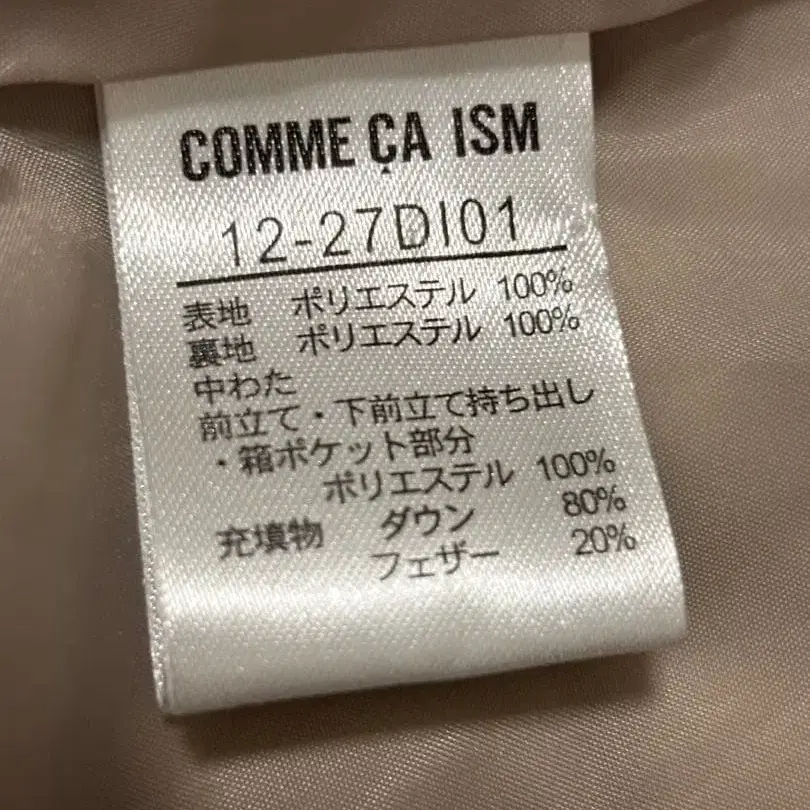 COMME ÇA ISM
12-27DI01
表地 ポリエステル 100%
裏地 ポリエステル 100%
中わた
前立て・下前立て持ち出し
・箱ポケット部分
ポリエステル 100%
充填物 ダウン 80%
フェザー 20%